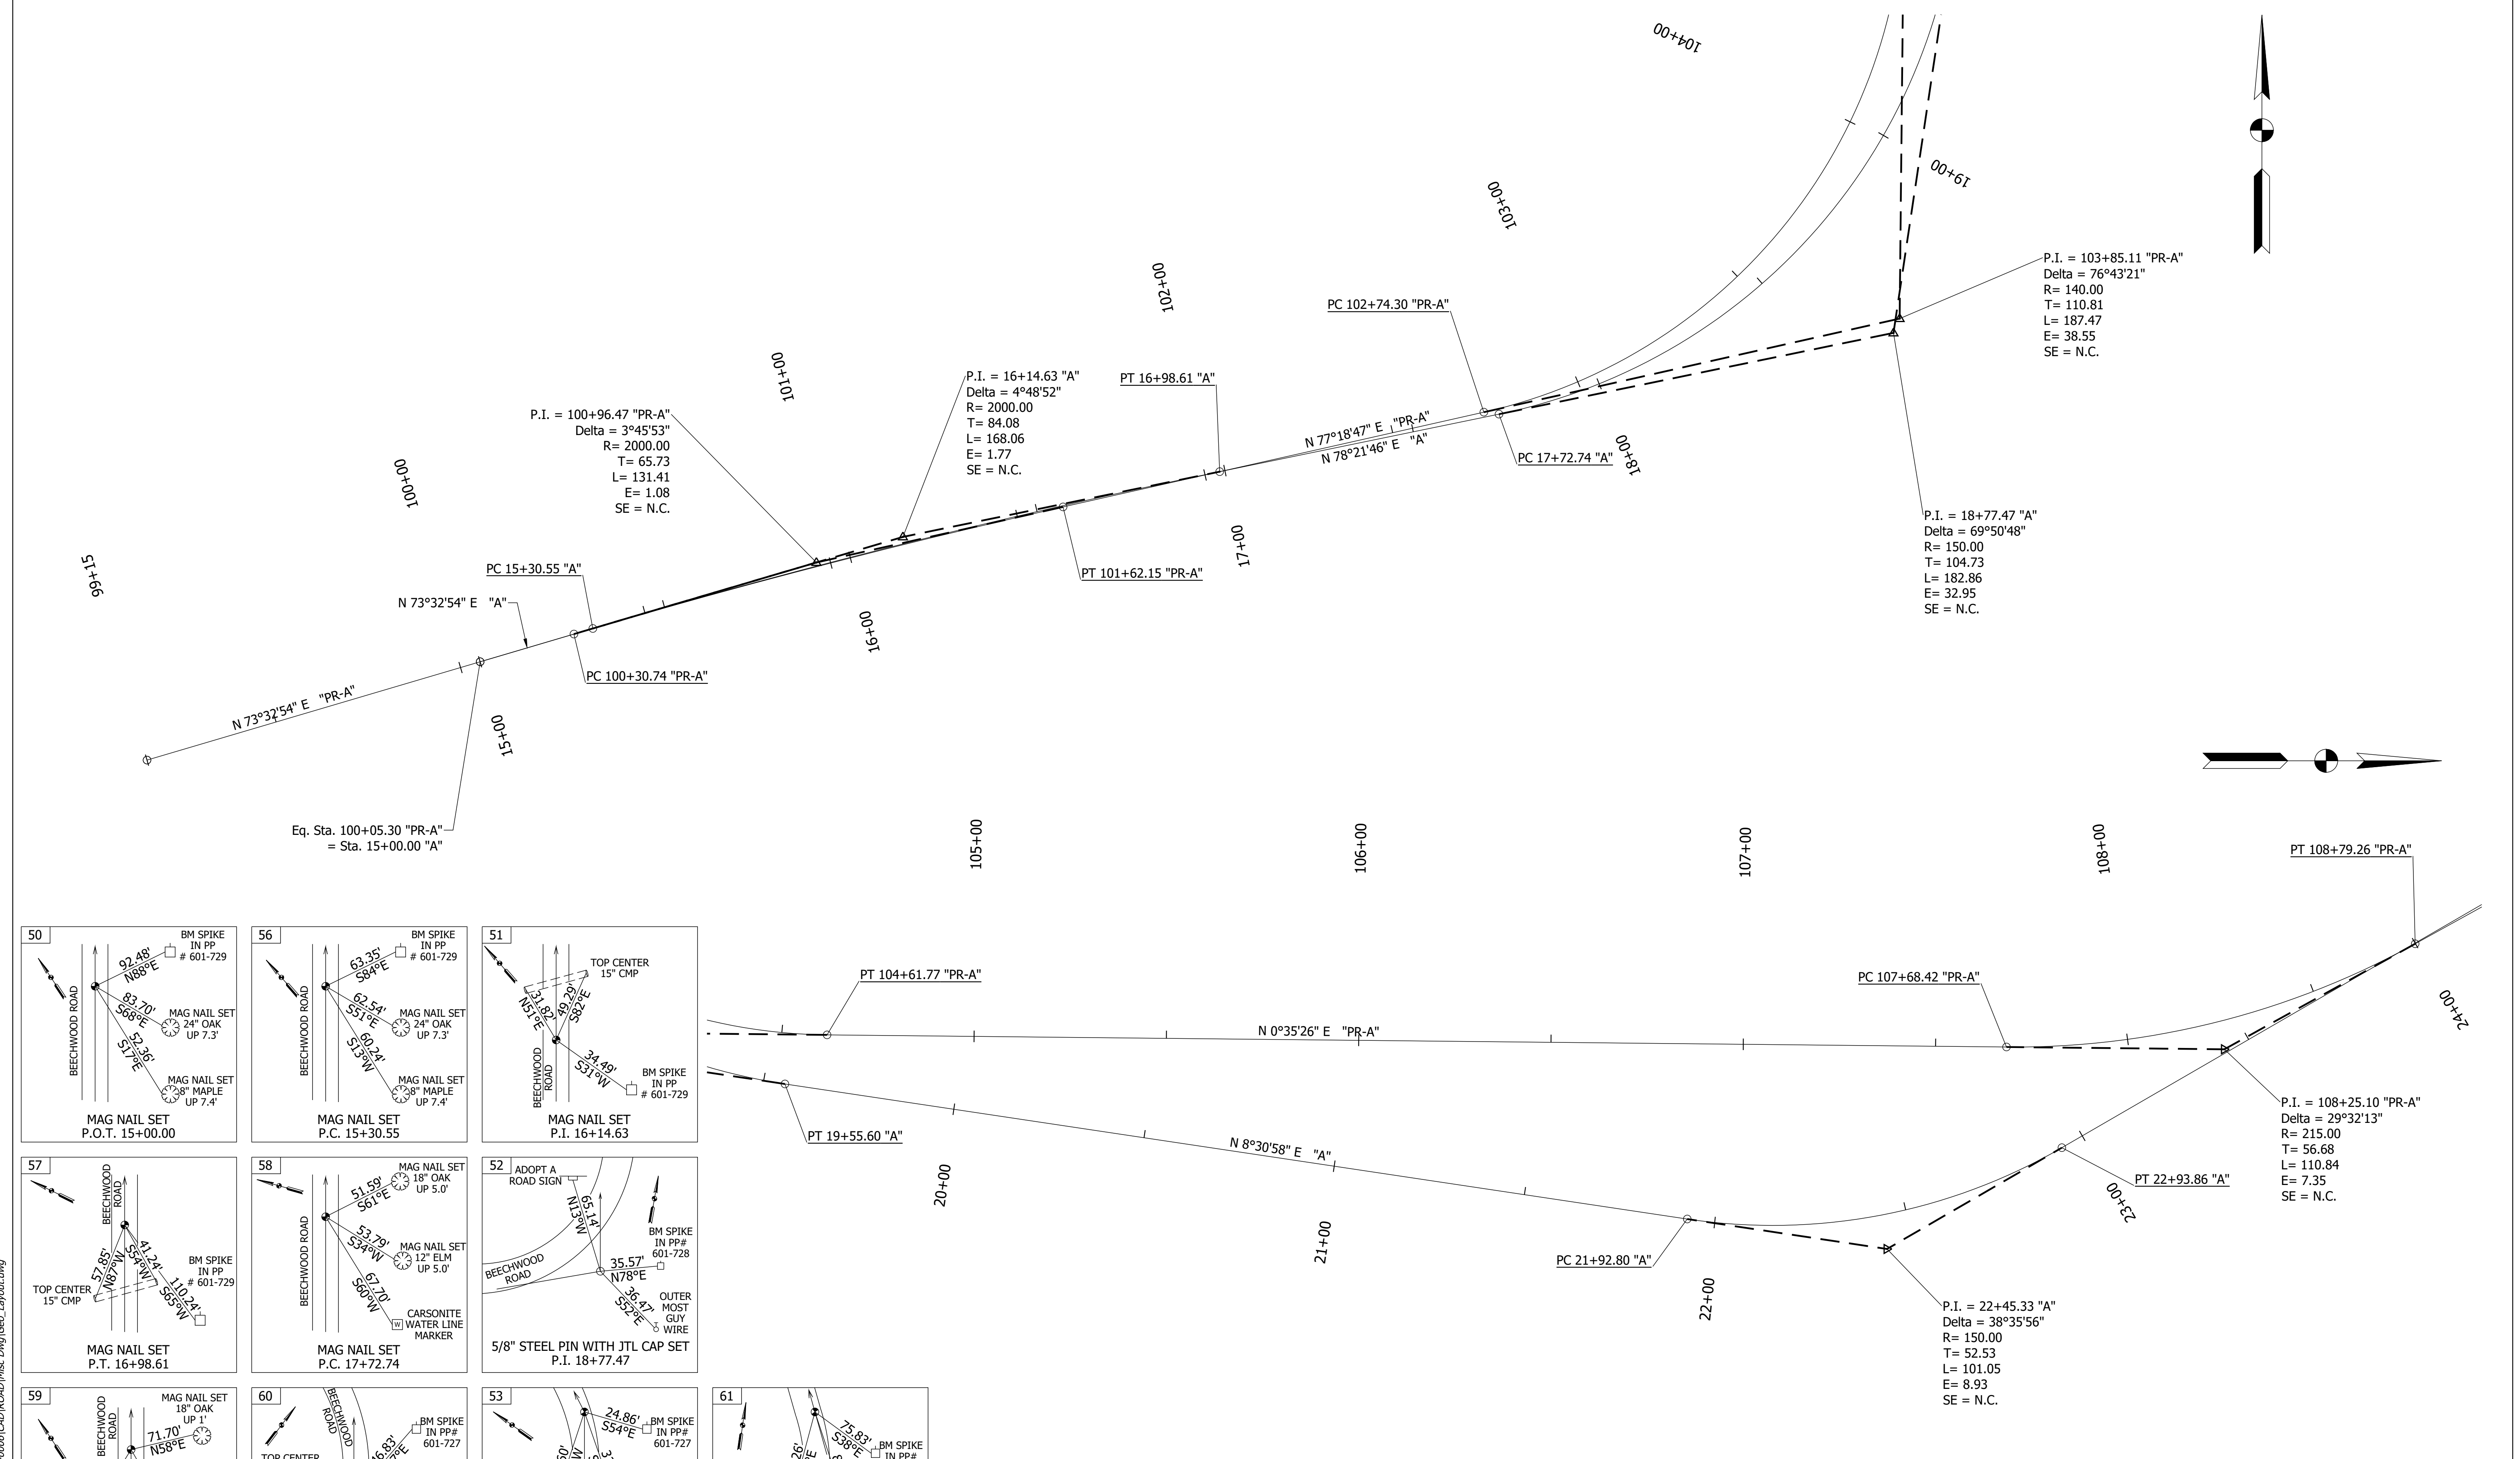 104+00
19+00
103+00
102+00
101+00
100+00
99+15
P.I. = 103+85.11 "PR-A"
Delta = 76°43'21"
R= 140.00
T= 110.81
L= 187.47
E= 38.55
SE = N.C.
PC 102+74.30 "PR-A"
P.I. = 16+14.63 "A"
Delta = 4°48'52"
R= 2000.00
T= 84.08
L= 168.06
E= 1.77
SE = N.C.
PT 16+98.61 "A"
P.I. = 100+96.47 "PR-A"
Delta = 3°45'53"
R= 2000.00
T= 65.73
L= 131.41
E= 1.08
SE = N.C.
N 77°18'47" E "PR-A"
N 78°21'46" E "A"
PC 17+72.74 "A"
18+00
P.I. = 18+77.47 "A"
Delta = 69°50'48"
R= 150.00
T= 104.73
L= 182.86
E= 32.95
SE = N.C.
PC 15+30.55 "A"
PT 101+62.15 "PR-A"
17+00
N 73°32'54" E "A"
16+00
PC 100+30.74 "PR-A"
N 73°32'54" E "PR-A"
15+00
Eq. Sta. 100+05.30 "PR-A"
= Sta. 15+00.00 "A"
105+00
106+00
107+00
108+00
PT 108+79.26 "PR-A"
PT 104+61.77 "PR-A"
PC 107+68.42 "PR-A"
24+00
N 0°35'26" E "PR-A"
P.I. = 108+25.10 "PR-A"
Delta = 29°32'13"
R= 215.00
T= 56.68
L= 110.84
E= 7.35
SE = N.C.
PT 19+55.60 "A"
N 8°30'58" E "A"
PT 22+93.86 "A"
20+00
21+00
22+00
23+00
PC 21+92.80 "A"
P.I. = 22+45.33 "A"
Delta = 38°35'56"
R= 150.00
T= 52.53
L= 101.05
E= 8.93
SE = N.C.
50
BM SPIKE
IN PP
# 601-729
92.48'
N88°E
83.70'
S68°E
52.36'
S17°E
MAG NAIL SET
24" OAK
UP 7.3'
MAG NAIL SET
8" MAPLE
UP 7.4'
BEECHWOOD ROAD
MAG NAIL SET
P.O.T. 15+00.00
56
BM SPIKE
IN PP
# 601-729
63.35'
S84°E
62.54'
S51°E
60.24'
S13°W
MAG NAIL SET
24" OAK
UP 7.3'
MAG NAIL SET
8" MAPLE
UP 7.4'
BEECHWOOD ROAD
MAG NAIL SET
P.C. 15+30.55
51
TOP CENTER
15" CMP
31.82'
N51°E
49.29'
S82°E
34.49'
S31°W
BM SPIKE
IN PP
# 601-729
BEECHWOOD
ROAD
MAG NAIL SET
P.I. 16+14.63
57
BEECHWOOD
ROAD
57.85'
N87°W
41.24'
S54°W
110.24'
S65°W
BM SPIKE
IN PP
# 601-729
TOP CENTER
15" CMP
MAG NAIL SET
P.T. 16+98.61
58
MAG NAIL SET
18" OAK
UP 5.0'
51.59'
S61°E
53.79'
S34°W
67.70'
S60°W
MAG NAIL SET
12" ELM
UP 5.0'
W
CARSONITE
WATER LINE
MARKER
BEECHWOOD ROAD
MAG NAIL SET
P.C. 17+72.74
52
ADOPT A
ROAD SIGN
65.14'
N13°W
BM SPIKE
IN PP#
601-728
35.57'
N78°E
36.47'
S52°E
OUTER
MOST
GUY
WIRE
BEECHWOOD
ROAD
5/8" STEEL PIN WITH JTL CAP SET
P.I. 18+77.47
59
BEECHWOOD
ROAD
MAG NAIL SET
18" OAK
UP 1'
71.70'
N58°E
60
BEECHWOOD
ROAD
BM SPIKE
IN PP#
601-727
TOP CENTER
53
24.86'
S54°E
BM SPIKE
IN PP#
601-727
61
75.83'
S38°E
BM SPIKE
IN PP#